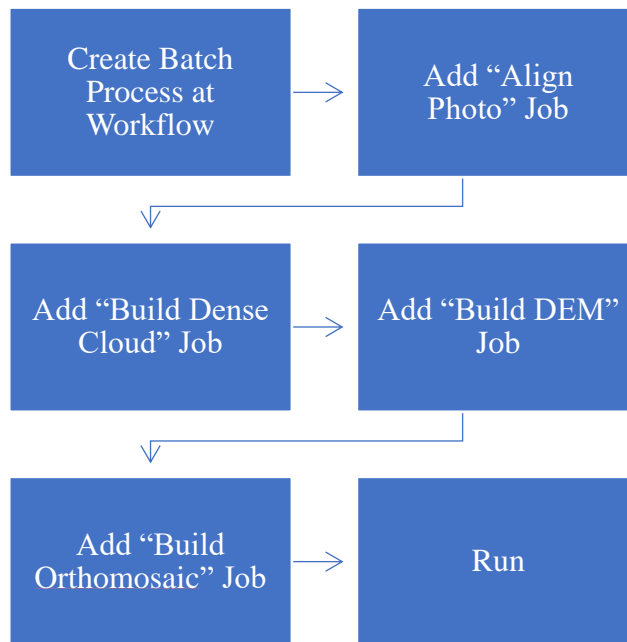 Create Batch
Process at
Workflow
Add “Align
Photo” Job
Add “Build Dense
Cloud” Job
Add “Build DEM”
Job
Add “Build
Orthomosaic” Job
Run